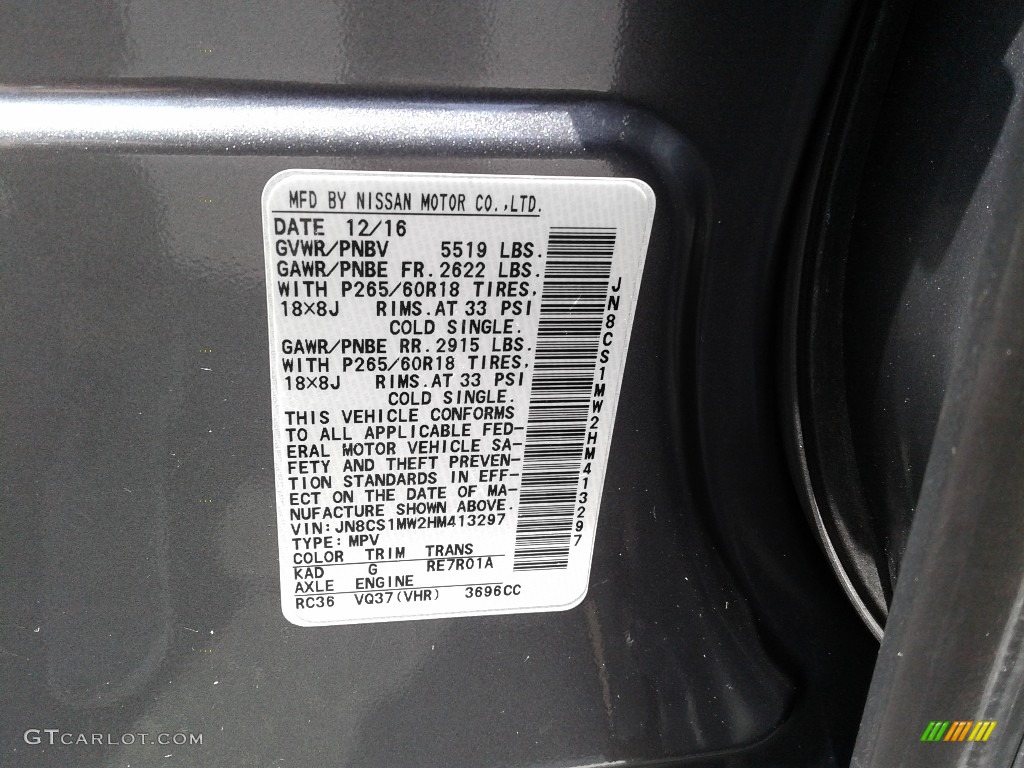 MFD BY NISSAN MOTOR CO.,LTD.
DATE 12/16
GVWR/PNBV 5519 LBS.
GAWR/PNBE FR.2622 LBS.
WITH P265/60R18 TIRES,
18×8J RIMS.AT 33 PSI
COLD SINGLE.
GAWR/PNBE RR.2915 LBS.
WITH P265/60R18 TIRES,
18×8J RIMS.AT 33 PSI
COLD SINGLE.
THIS VEHICLE CONFORMS
TO ALL APPLICABLE FED-
ERAL MOTOR VEHICLE SA-
FETY AND THEFT PREVEN-
TION STANDARDS IN EFF-
ECT ON THE DATE OF MA-
NUFACTURE SHOWN ABOVE.
VIN:JN8CS1MW2HM413297
TYPE:MPV
COLOR TRIM TRANS
KAD G RE7R01A
AXLE ENGINE
RC36 VQ37(VHR) 3696CC
JN8CS1MW2HM413297
GTCARLOT.COM